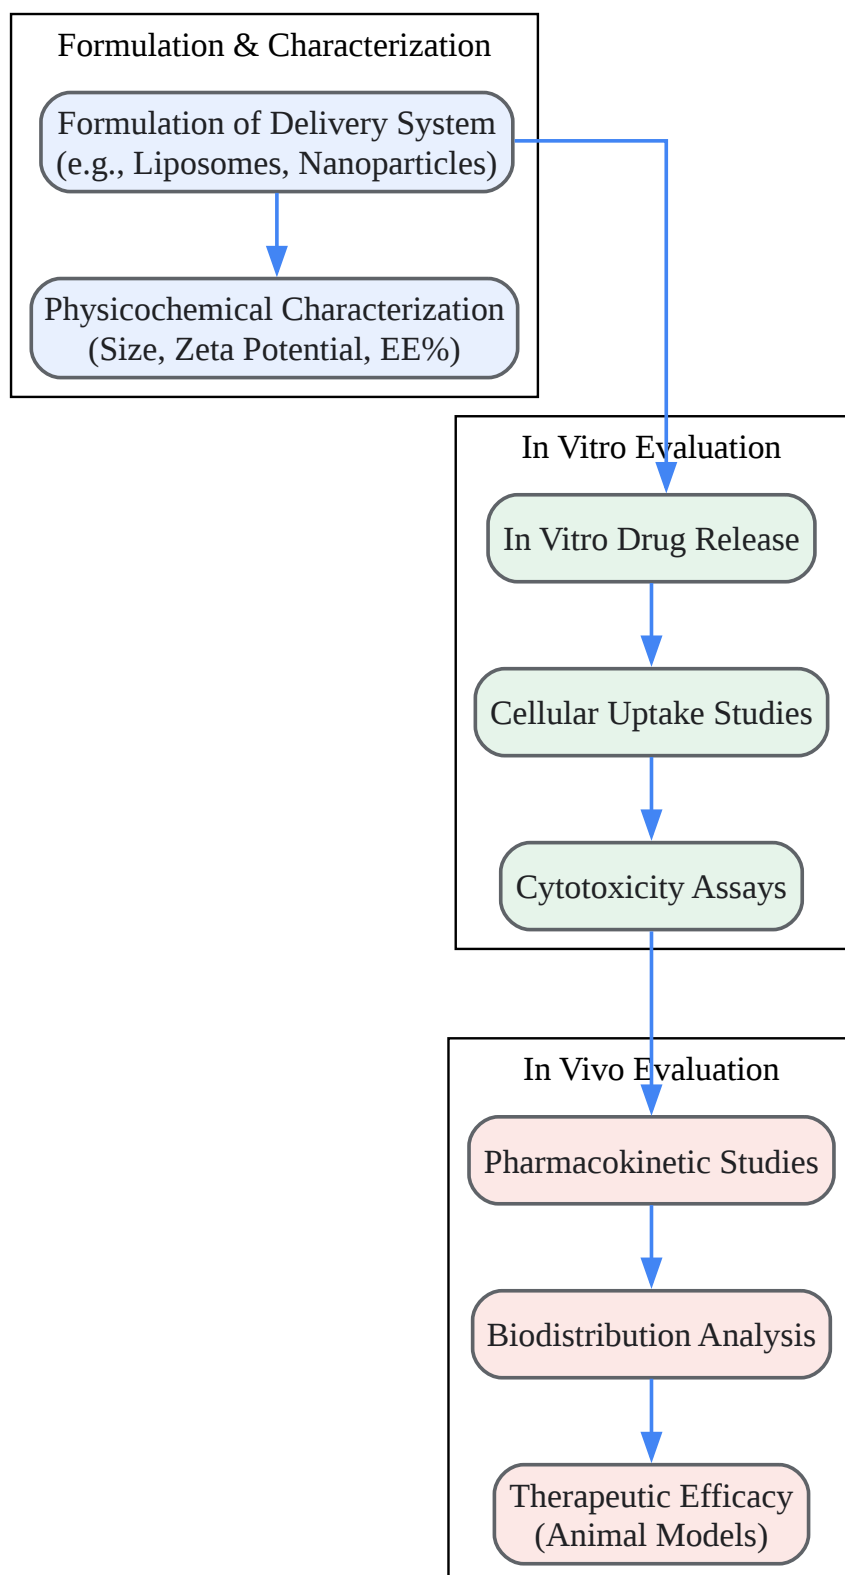 Formulation & Characterization
Formulation of Delivery System
(e.g., Liposomes, Nanoparticles)
Physicochemical Characterization
(Size, Zeta Potential, EE%)
In Vitro Evaluation
In Vitro Drug Release
Cellular Uptake Studies
Cytotoxicity Assays
In Vivo Evaluation
Pharmacokinetic Studies
Biodistribution Analysis
Therapeutic Efficacy
(Animal Models)